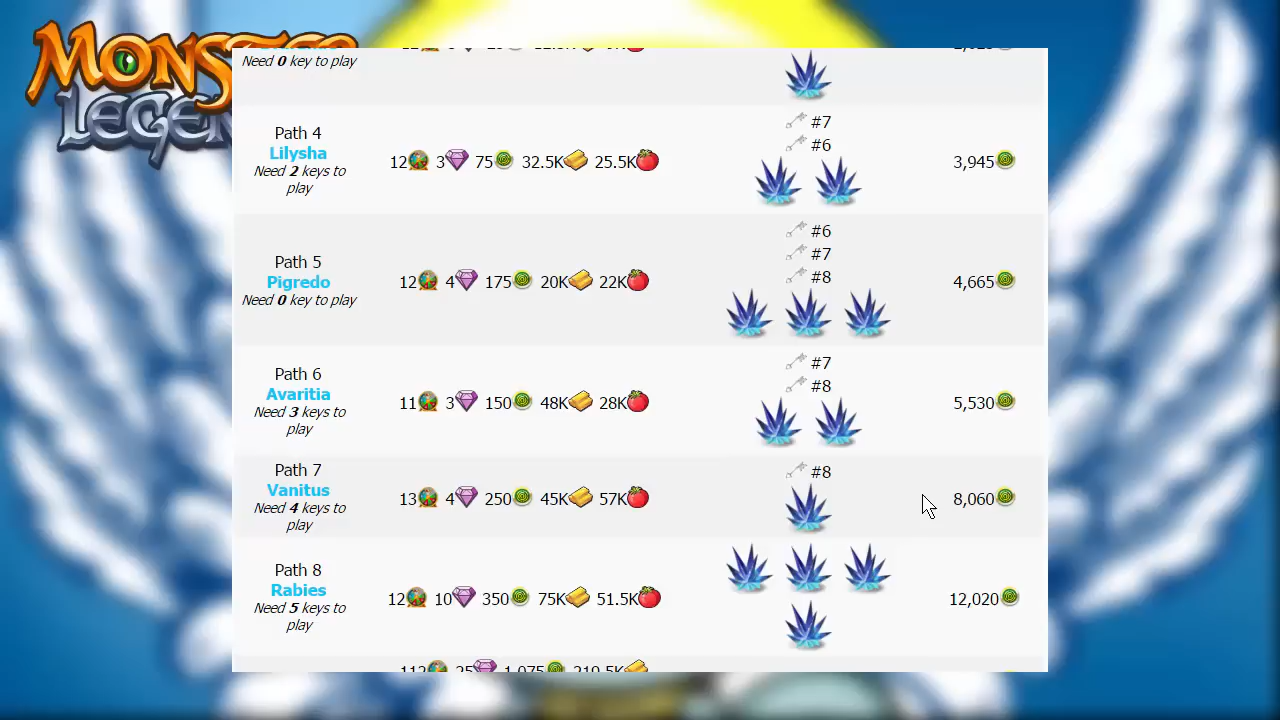 MONSTER
LEGEN
Need 0 key to play
Path 4
Lilysha
Need 2 keys to
play
12 3 75 32.5K 25.5K
#7
#6
3,945
Path 5
Pigredo
Need 0 key to play
12 4 175 20K 22K
#6
#7
#8
4,665
Path 6
Avaritia
Need 3 keys to
play
11 3 150 48K 28K
#7
#8
5,530
Path 7
Vanitus
Need 4 keys to
play
13 4 250 45K 57K
#8
8,060
Path 8
Rabies
Need 5 keys to
play
12 10 350 75K 51.5K
12,020